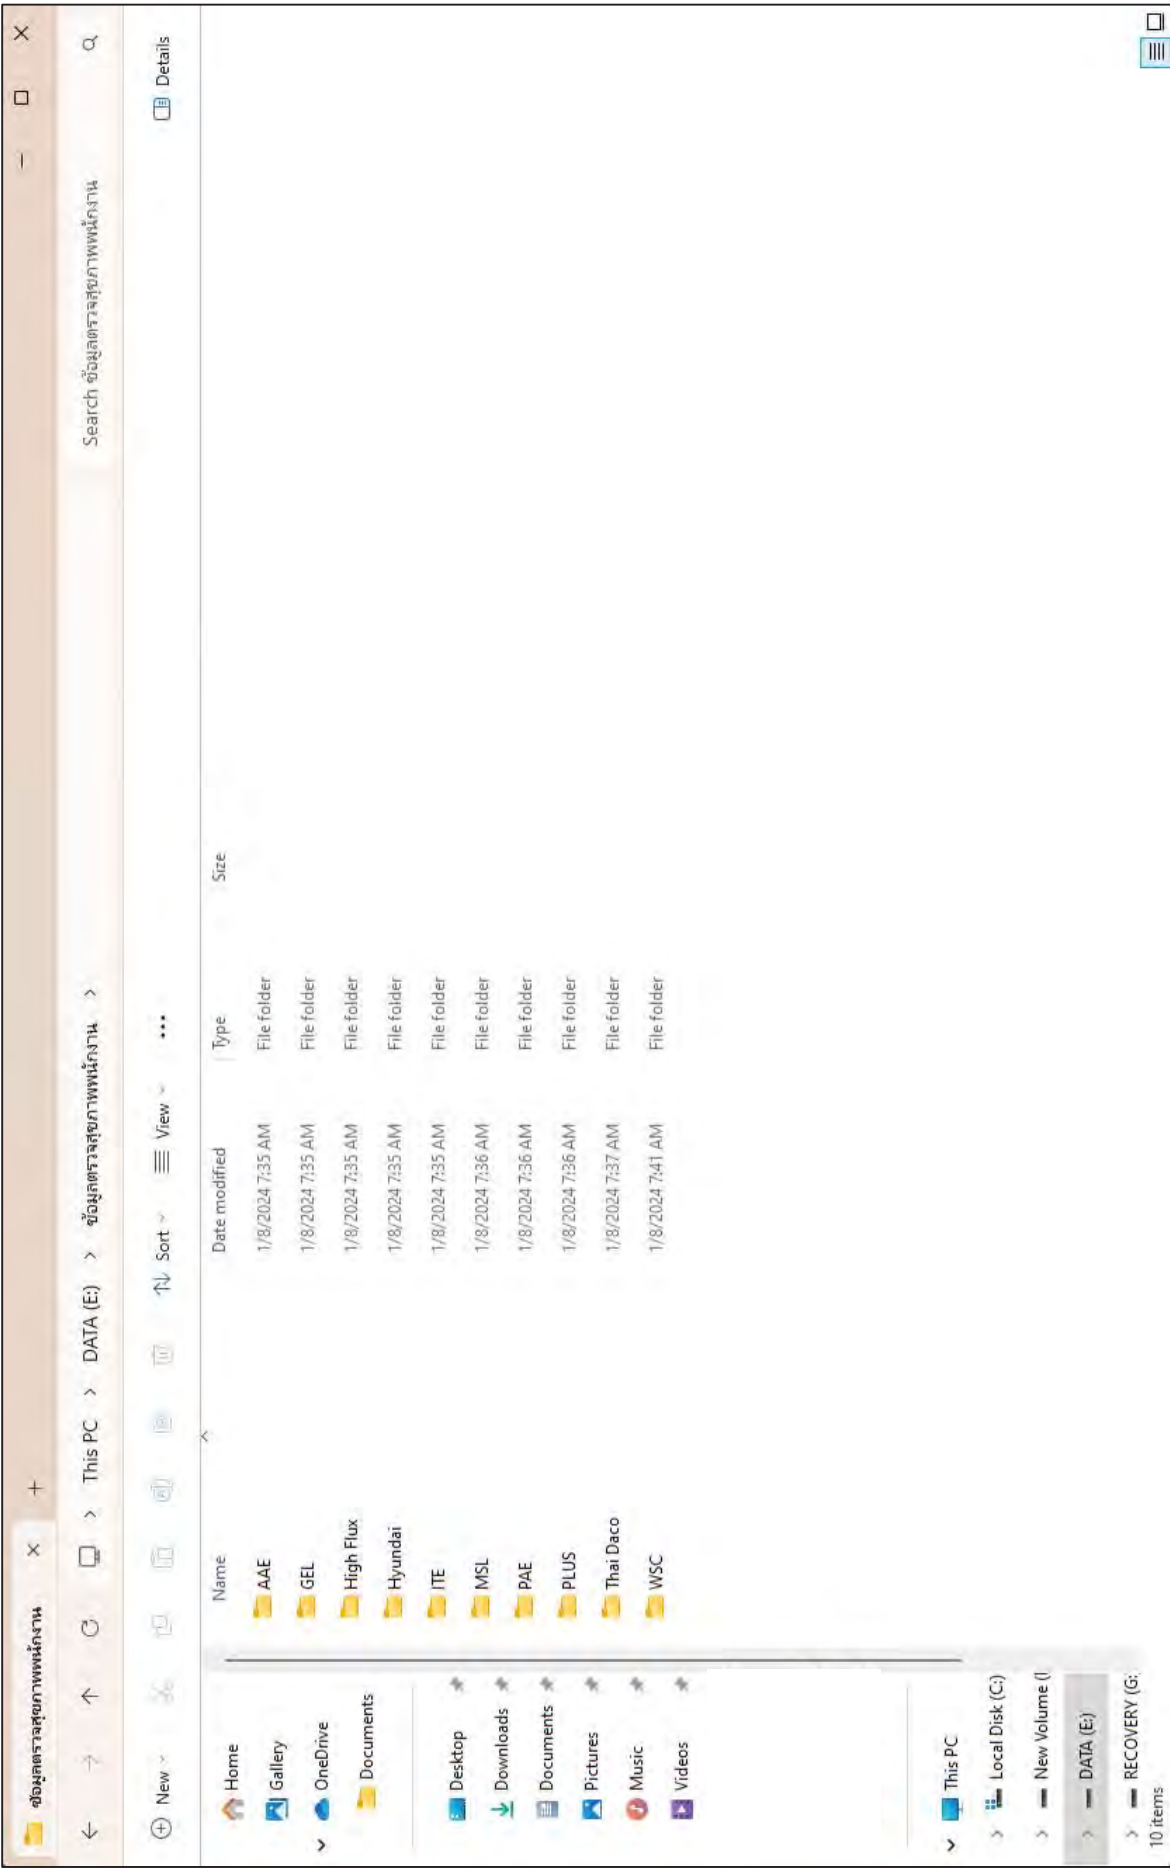 ข้อมูลตรวจสุขภาพพนักงาน
This PC > DATA (E:) > ข้อมูลตรวจสุขภาพพนักงาน >
Search ข้อมูลตรวจสุขภาพพนักงาน
New
Sort
View
Details
Home
Gallery
OneDrive
Documents
Desktop
Downloads
Documents
Pictures
Music
Videos
This PC
Local Disk (C:)
New Volume (
DATA (E:)
RECOVERY (G:
Name Date modified Type Size
AAE 1/8/2024 7:35 AM File folder
GEL 1/8/2024 7:35 AM File folder
High Flux 1/8/2024 7:35 AM File folder
Hyundai 1/8/2024 7:35 AM File folder
ITE 1/8/2024 7:35 AM File folder
MSL 1/8/2024 7:36 AM File folder
PAE 1/8/2024 7:36 AM File folder
PLUS 1/8/2024 7:36 AM File folder
Thai Daco 1/8/2024 7:37 AM File folder
WSC 1/8/2024 7:41 AM File folder
10 items